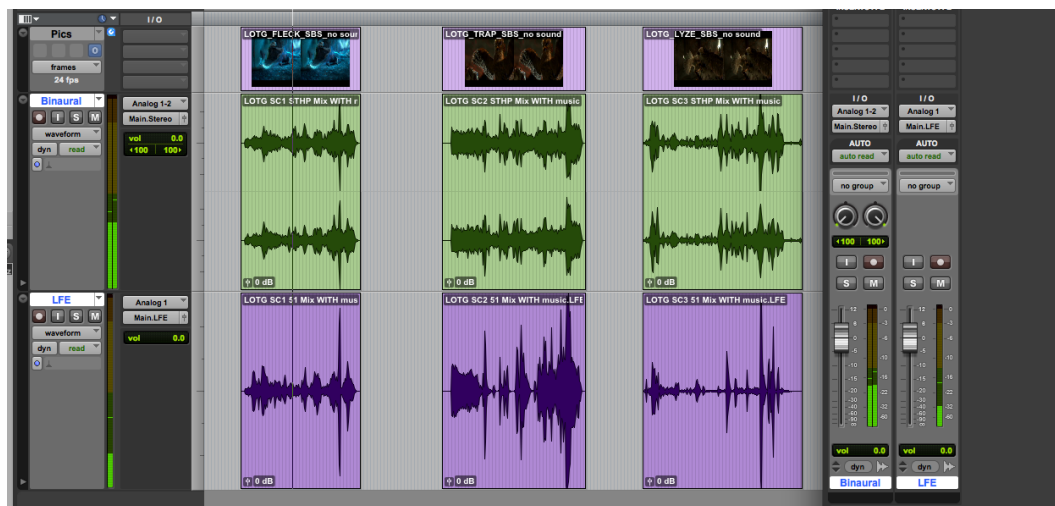 I / O
Pics
frames
24 fps
Binaural
I S M
waveform
dyn read
Analog 1-2
Main.Stereo
vol 0.0
‹100 100›
LFE
I S M
waveform
dyn read
Analog 1
Main.LFE
vol 0.0
LOTG_FLECK_SBS_no sour
LOTG_TRAP_SBS_no sound
LOTG_LYZE_SBS_no sound
LOTG SC1 STHP Mix WITH r
LOTG SC2 STHP Mix WITH music
LOTG SC3 STHP Mix WITH music
0 dB
0 dB
0 dB
LOTG SC1 51 Mix WITH mus
LOTG SC2 51 Mix WITH music.LFE
LOTG SC3 51 Mix WITH music.LFE
0 dB
0 dB
0 dB
I / O
I / O
Analog 1-2
Analog 1
Main.Stereo
Main.LFE
AUTO
AUTO
auto read
auto read
no group
no group
‹100 100›
I
I
S M
S M
vol 0.0
vol 0.0
dyn
dyn
Binaural
LFE